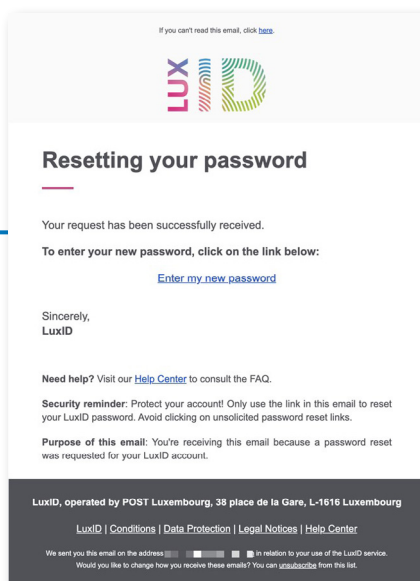 If you can't read this email, click here.
LUX ID
Resetting your password
Your request has been successfully received.
To enter your new password, click on the link below:
Enter my new password
Sincerely,
LuxID
Need help? Visit our Help Center to consult the FAQ.
Security reminder: Protect your account! Only use the link in this email to reset
your LuxID password. Avoid clicking on unsolicited password reset links.
Purpose of this email: You're receiving this email because a password reset
was requested for your LuxID account.
LuxID, operated by POST Luxembourg, 38 place de la Gare, L-1616 Luxembourg
LuxID | Conditions | Data Protection | Legal Notices | Help Center
We sent you this email on the address in relation to your use of the LuxID service.
Would you like to change how you receive these emails? You can unsubscribe from this list.